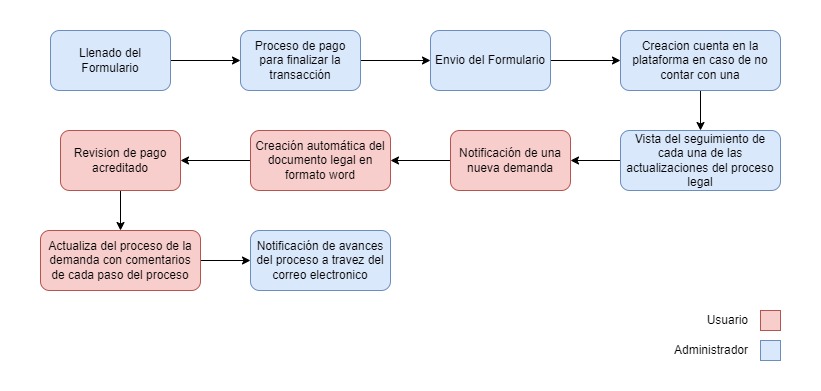 Llenado del
Formulario
Proceso de pago
para finalizar la
transacción
Envio del Formulario
Creacion cuenta en la
plataforma en caso de no
contar con una
Revision de pago
acreditado
Creación automática del
documento legal en
formato word
Notificación de una
nueva demanda
Vista del seguimiento de
cada una de las
actualizaciones del proceso
legal
Actualiza del proceso de la
demanda con comentarios
de cada paso del proceso
Notificación de avances
del proceso a travez del
correo electronico
Usuario
Administrador